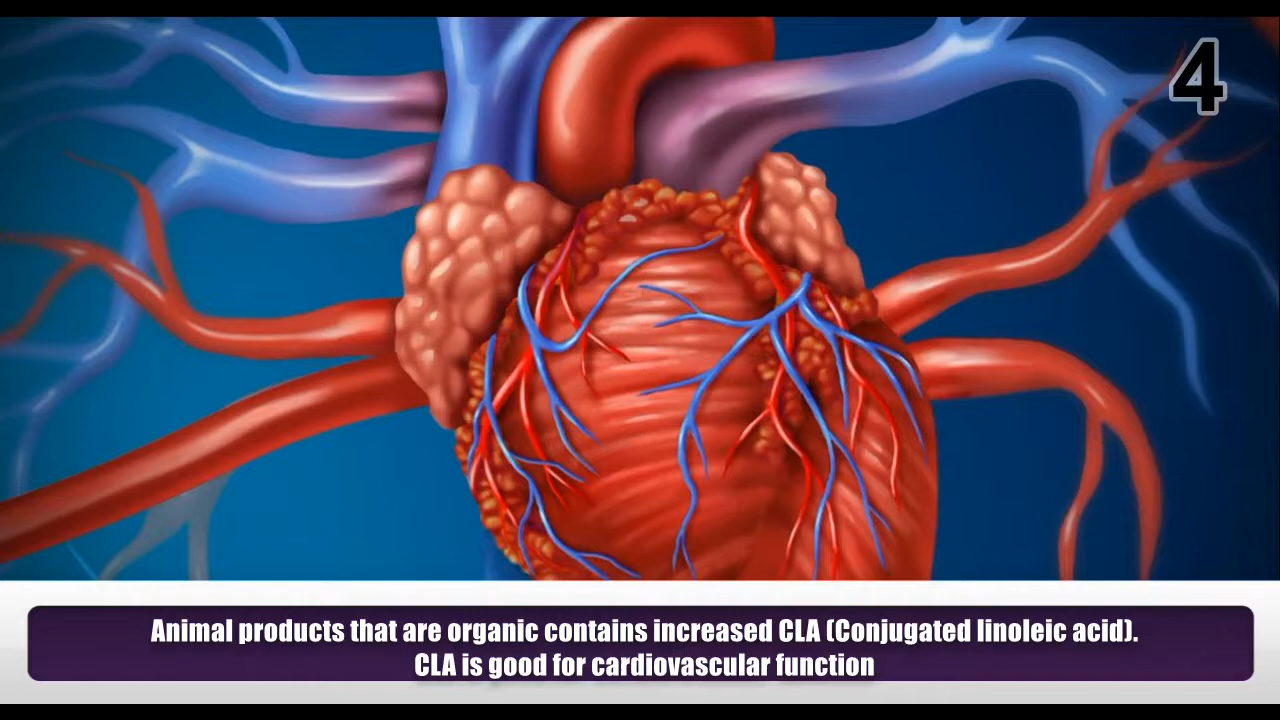 4
Animal products that are organic contains increased CLA (Conjugated linoleic acid).
CLA is good for cardiovascular function